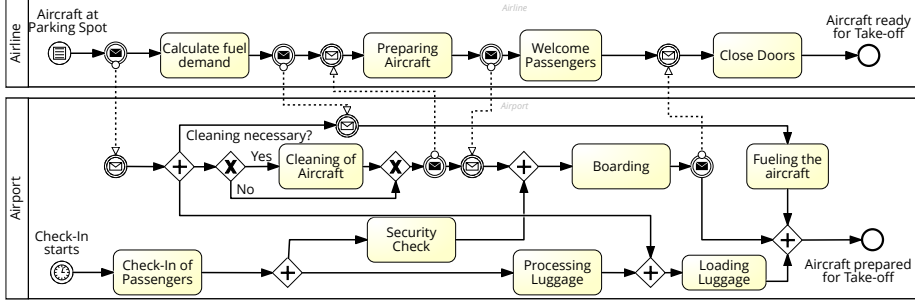 Airline
Airline
Aircraft at
Parking Spot
Calculate fuel
demand
Preparing
Aircraft
Welcome
Passengers
Close Doors
Aircraft ready
for Take-off
Airport
Airport
Cleaning necessary?
Yes
No
Cleaning of
Aircraft
Boarding
Fueling the
aircraft
Check-In
starts
Check-In of
Passengers
Security
Check
Processing
Luggage
Loading
Luggage
Aircraft prepared
for Take-off